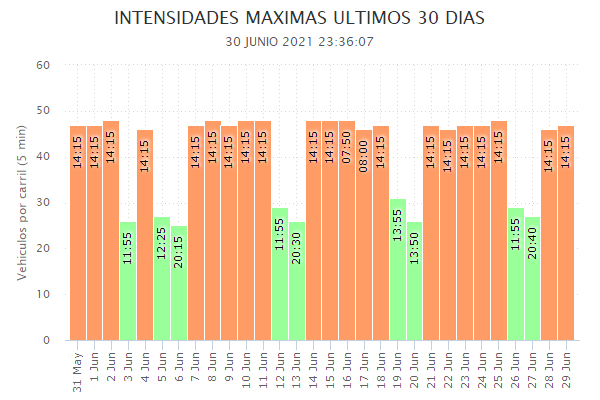 INTENSIDADES MAXIMAS ULTIMOS 30 DIAS
30 JUNIO 2021 23:36:07
Vehiculos por carril (5 min)
60
50
40
30
20
10
0
14:15
14:15
14:15
11:55
14:15
12:25
20:15
14:15
14:15
14:15
14:15
14:15
11:55
20:30
14:15
14:15
07:50
08:00
14:15
13:55
13:50
14:15
14:15
14:15
14:15
14:15
11:55
20:40
14:15
14:15
31 May
1 Jun
2 Jun
3 Jun
4 Jun
5 Jun
6 Jun
7 Jun
8 Jun
9 Jun
10 Jun
11 Jun
12 Jun
13 Jun
14 Jun
15 Jun
16 Jun
17 Jun
18 Jun
19 Jun
20 Jun
21 Jun
22 Jun
23 Jun
24 Jun
25 Jun
26 Jun
27 Jun
28 Jun
29 Jun